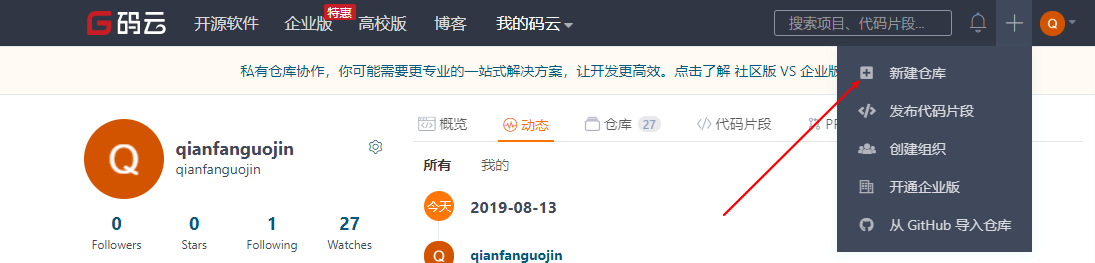 码云 开源软件 企业版 特惠 高校版 博客 我的码云 搜索项目、代码片段... Q
私有仓库协作，你可能需要更专业的一站式解决方案，让开发更高效。点击了解 社区版 VS 企业版
新建仓库
发布代码片段
创建组织
开通企业版
从 GitHub 导入仓库
Q
qianfanguojin
qianfanguojin
0 0 1 27
Followers Stars Following Watches
概览 动态 仓库 27 代码片段
所有 我的
今天 2019-08-13
Q qianfanguojin